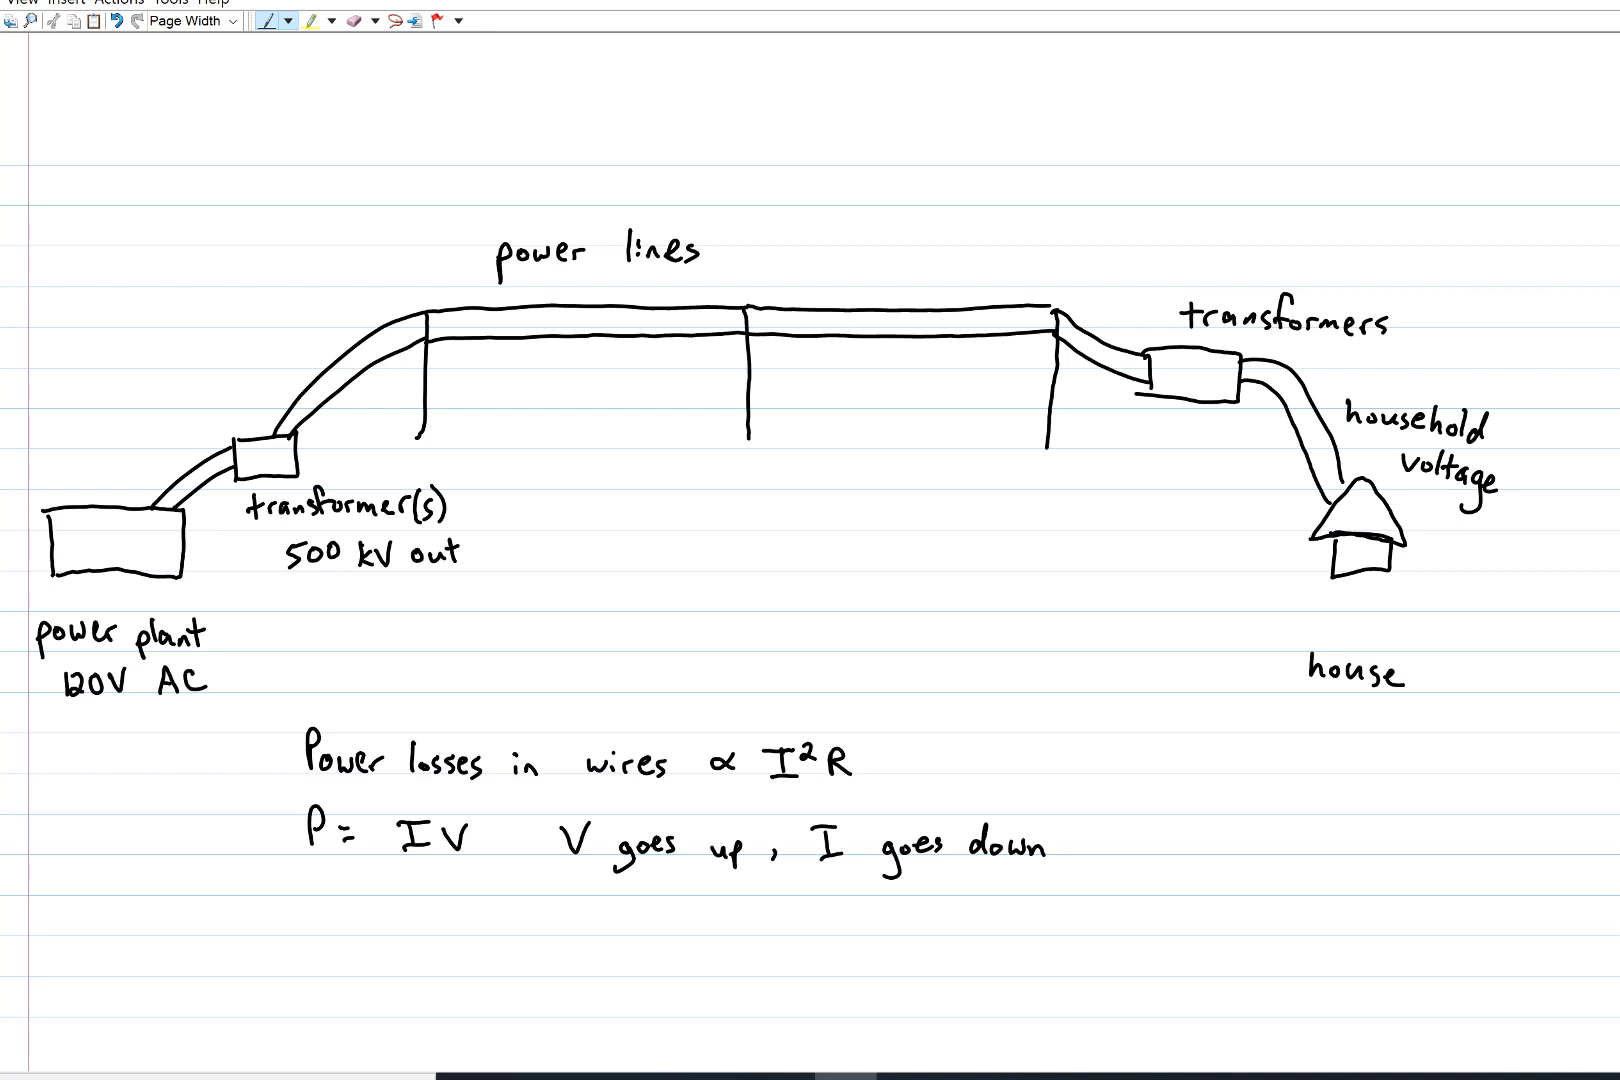 View Insert Actions Tools Help
Page Width
power lines
transformers
household
voltage
transformer(s)
500 kV out
power plant
120V AC
house
Power losses in wires ∝ I²R
P = IV V goes up, I goes down